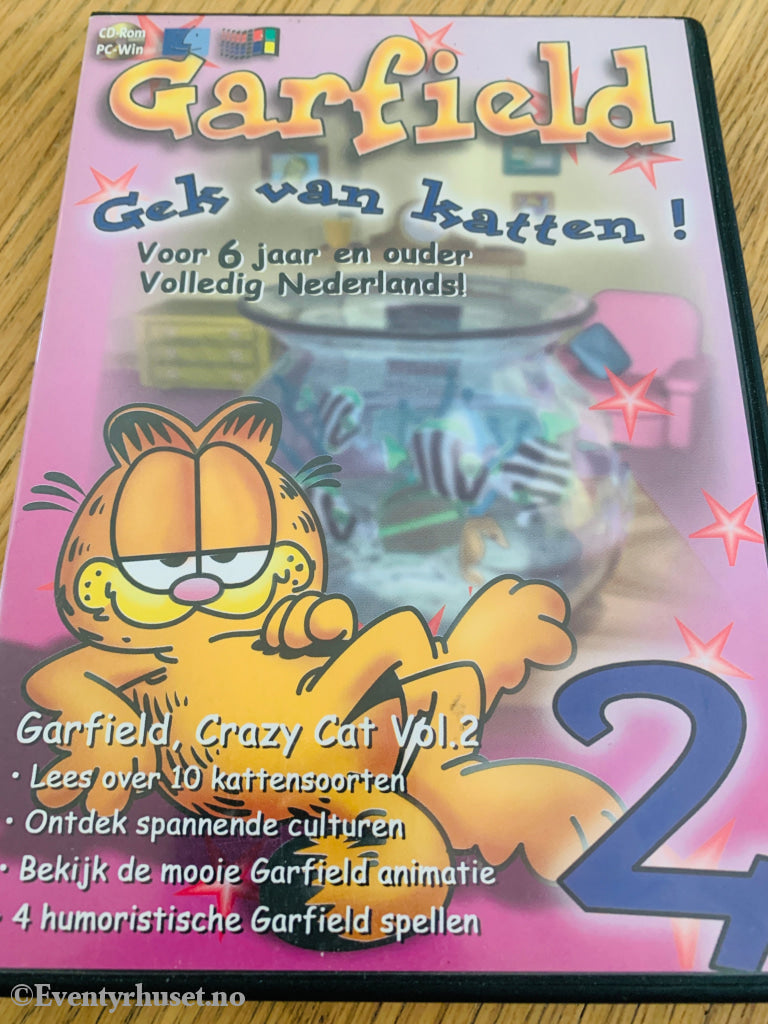 CD-Rom
PC-Win
Garfield
Gek van katten !
Voor 6 jaar en ouder
Volledig Nederlands!
Garfield, Crazy Cat Vol.2
• Lees over 10 kattensoorten
• Ontdek spannende culturen
• Bekijk de mooie Garfield animatie
• 4 humoristische Garfield spellen
2
©Eventyrhuset.no